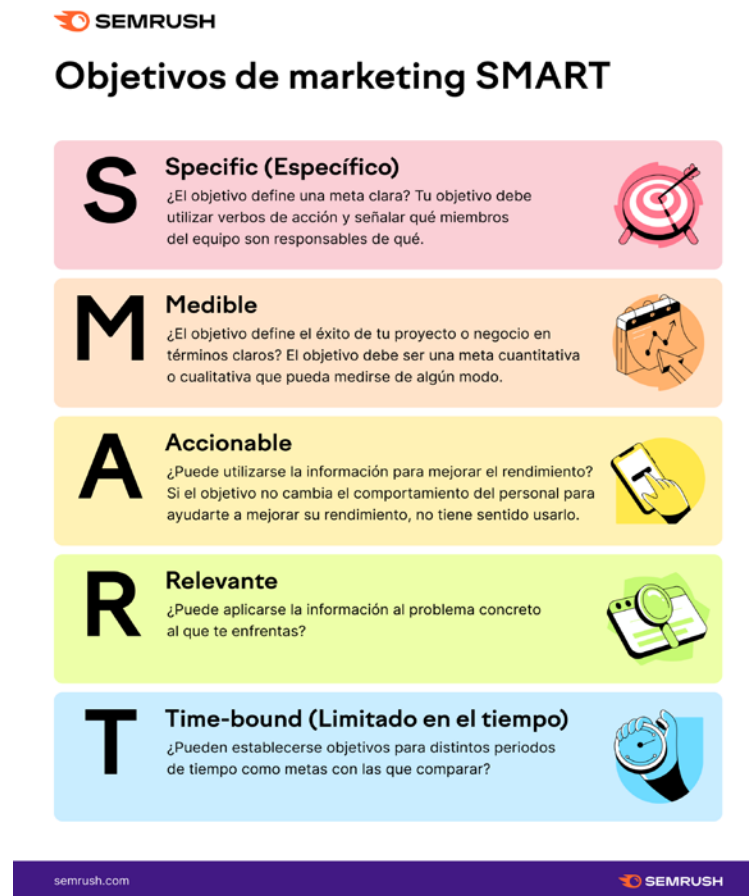 SEMRUSH
Objetivos de marketing SMART
S
Specific (Específico)
¿El objetivo define una meta clara? Tu objetivo debe
utilizar verbos de acción y señalar qué miembros
del equipo son responsables de qué.
M
Medible
¿El objetivo define el éxito de tu proyecto o negocio en
términos claros? El objetivo debe ser una meta cuantitativa
o cualitativa que pueda medirse de algún modo.
A
Accionable
¿Puede utilizarse la información para mejorar el rendimiento?
Si el objetivo no cambia el comportamiento del personal para
ayudarte a mejorar su rendimiento, no tiene sentido usarlo.
R
Relevante
¿Puede aplicarse la información al problema concreto
al que te enfrentas?
T
Time-bound (Limitado en el tiempo)
¿Pueden establecerse objetivos para distintos periodos
de tiempo como metas con las que comparar?
semrush.com
SEMRUSH